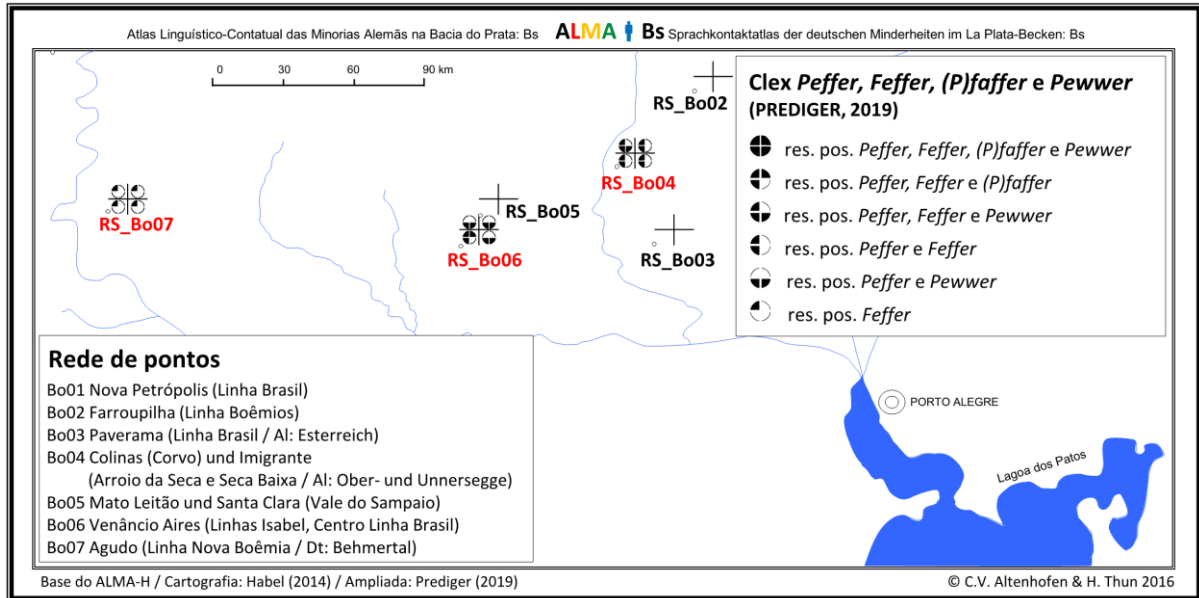 Atlas Linguístico-Contatual das Minorias Alemãs na Bacia do Prata: Bs ALMA Bs Sprachkontaktatlas der deutschen Minderheiten im La Plata-Becken: Bs
0 30 60 90 km
RS_Bo02
RS_Bo04
RS_Bo07
RS_Bo05
RS_Bo06
RS_Bo03
Clex Peffer, Feffer, (P)faffer e Pewwer
(PREDIGER, 2019)
res. pos. Peffer, Feffer, (P)faffer e Pewwer
res. pos. Peffer, Feffer e (P)faffer
res. pos. Peffer, Feffer e Pewwer
res. pos. Peffer e Feffer
res. pos. Peffer e Pewwer
res. pos. Feffer
Rede de pontos
Bo01 Nova Petrópolis (Linha Brasil)
Bo02 Farroupilha (Linha Boêmios)
Bo03 Paverama (Linha Brasil / Al: Esterreich)
Bo04 Colinas (Corvo) und Imigrante
(Arroio da Seca e Seca Baixa / Al: Ober- und Unnersegge)
Bo05 Mato Leitão und Santa Clara (Vale do Sampaio)
Bo06 Venâncio Aires (Linhas Isabel, Centro Linha Brasil)
Bo07 Agudo (Linha Nova Boêmia / Dt: Behmertal)
PORTO ALEGRE
Lagoa dos Patos
Base do ALMA-H / Cartografia: Habel (2014) / Ampliada: Prediger (2019)
© C.V. Altenhofen & H. Thun 2016